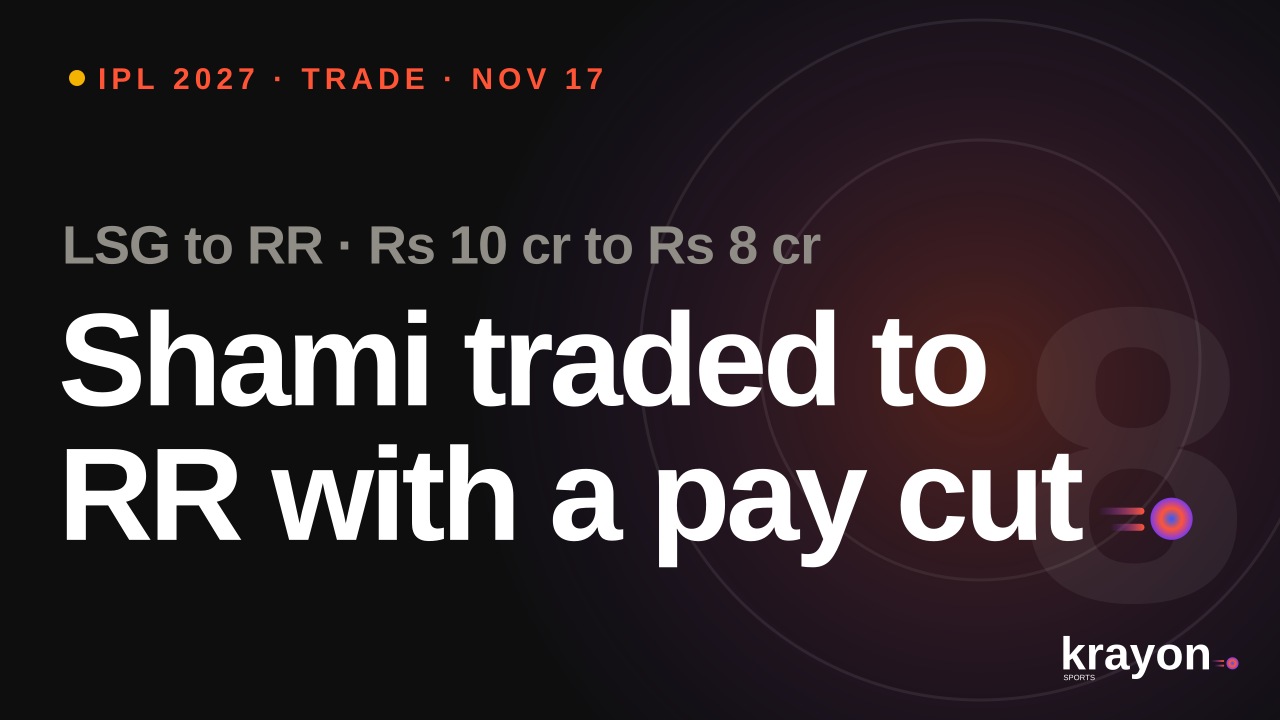 IPL 2027 · TRADE · NOV 17
LSG to RR · Rs 10 cr to Rs 8 cr
Shami traded to
RR with a pay cut
8
krayon
SPORTS